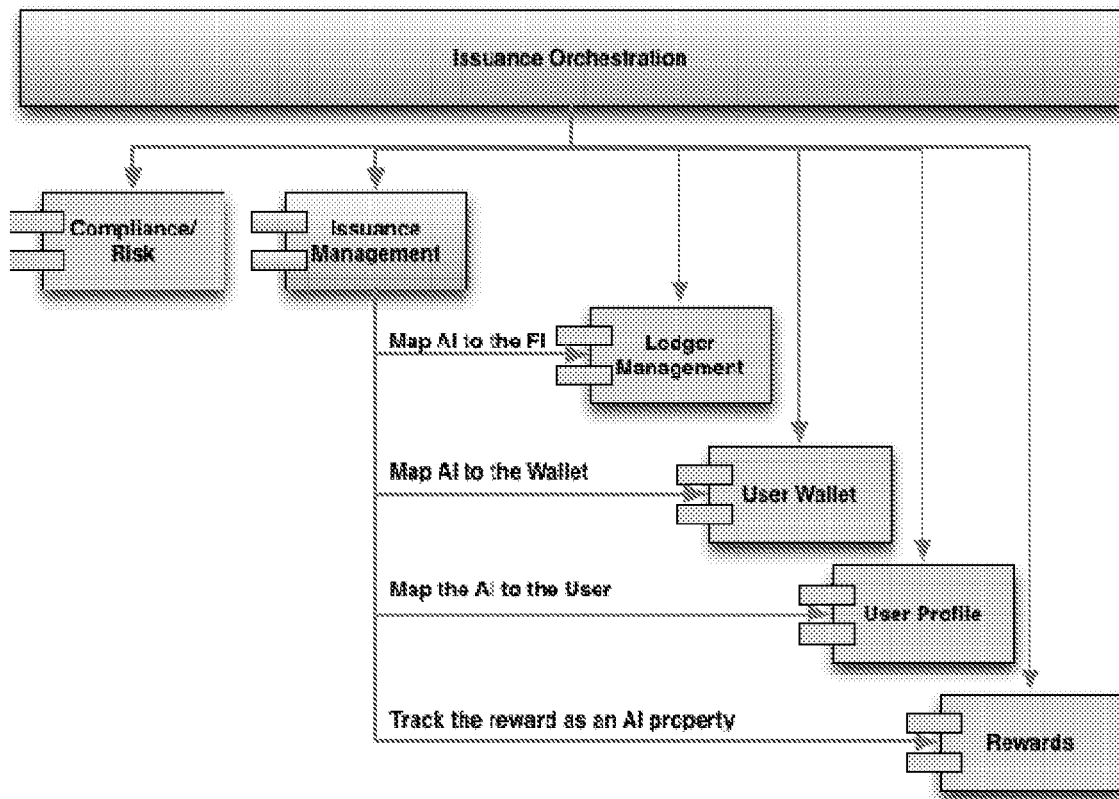 Issuance Orchestration
Compliance/
Risk
Issuance
Management
Map AI to the FI
Ledger
Management
Map AI to the Wallet
User Wallet
Map the AI to the User
User Profile
Track the reward as an AI property
Rewards